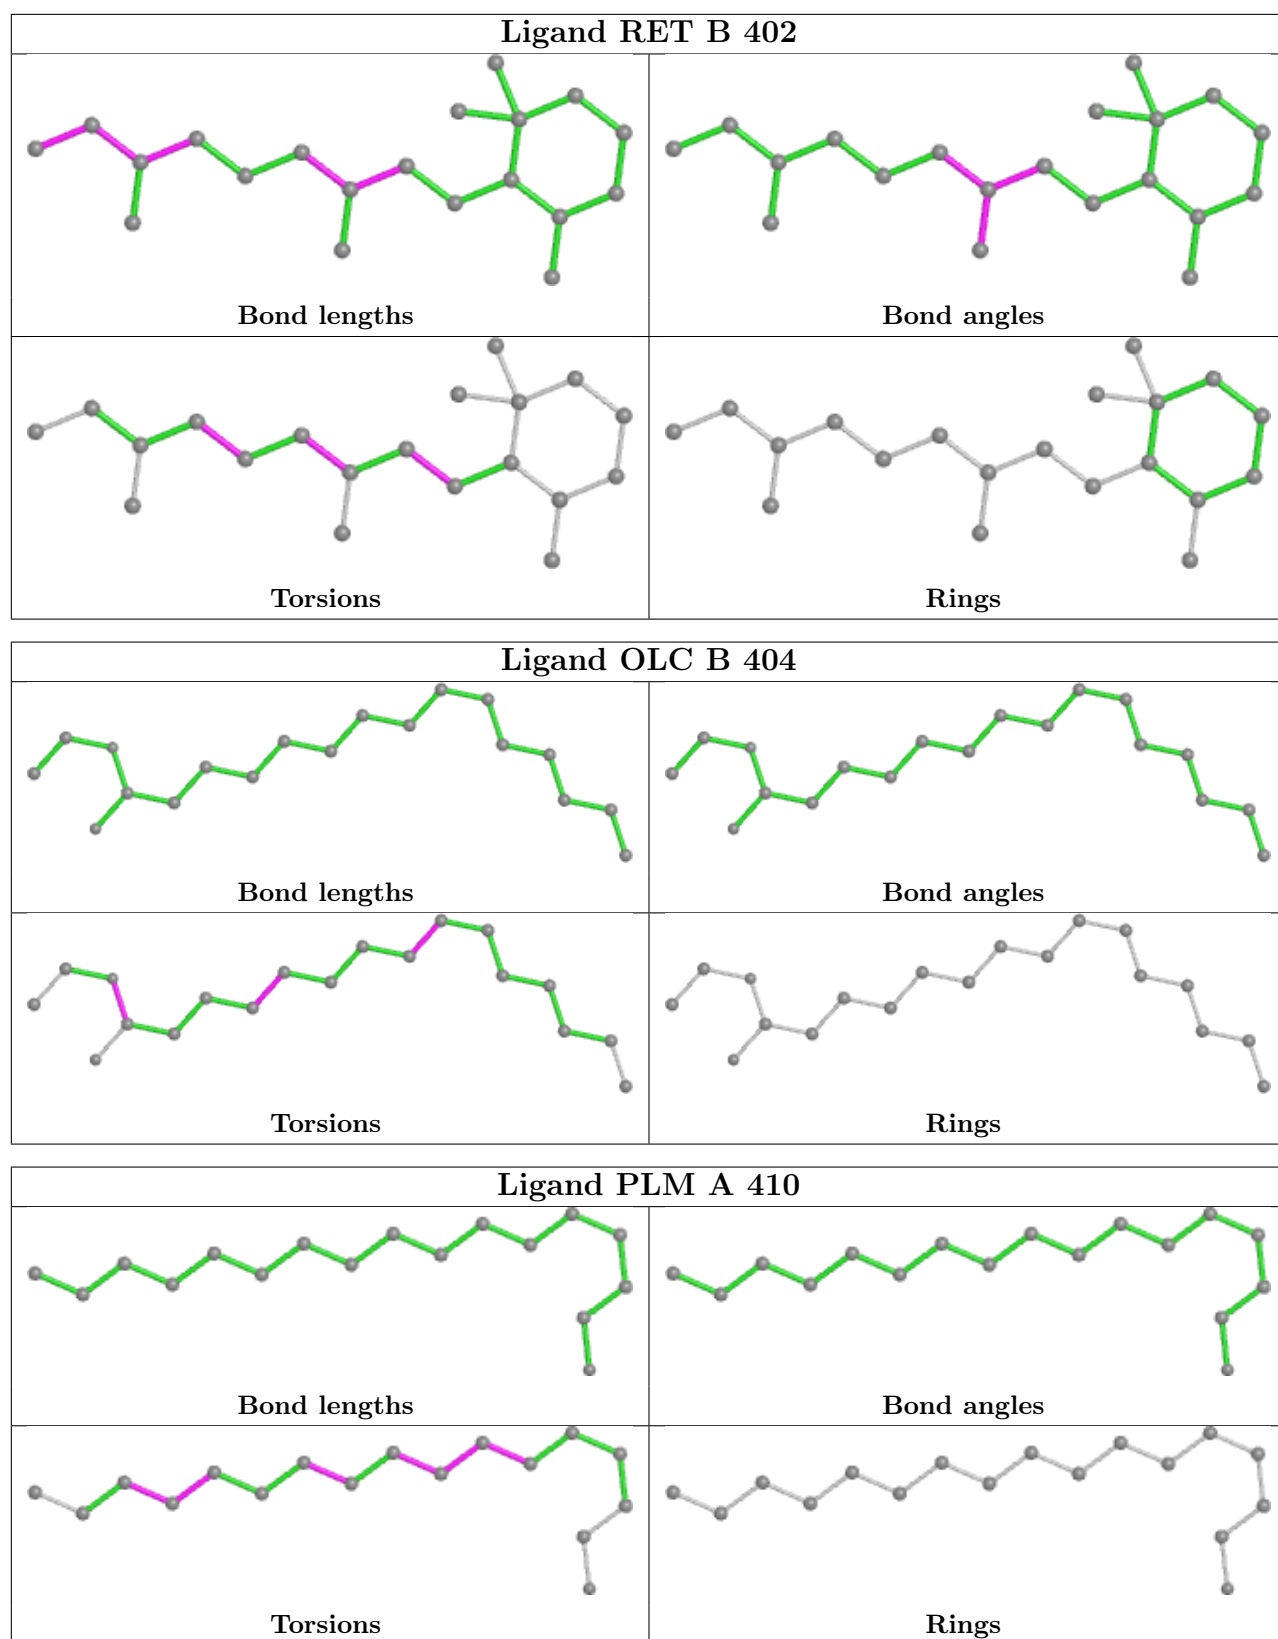 Ligand RET B 402
Bond lengths
Bond angles
Torsions
Rings
Ligand OLC B 404
Bond lengths
Bond angles
Torsions
Rings
Ligand PLM A 410
Bond lengths
Bond angles
Torsions
Rings